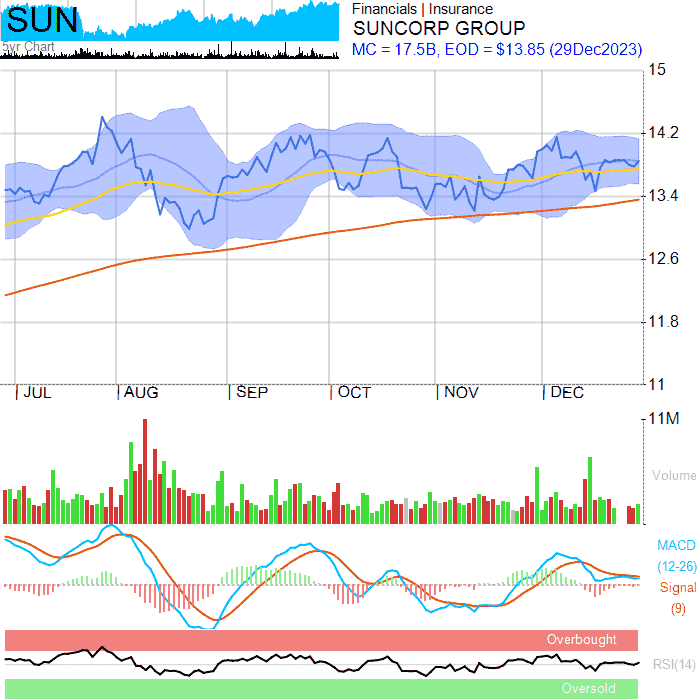 SUN
5yr Chart
Financials | Insurance
SUNCORP GROUP
MC = 17.5B, EOD = $13.85 (29Dec2023)
15
14.2
13.4
12.6
11.8
11
JUL AUG SEP OCT NOV DEC
11M
Volume
MACD
(12-26)
Signal
(9)
Overbought
RSI(14)
Oversold